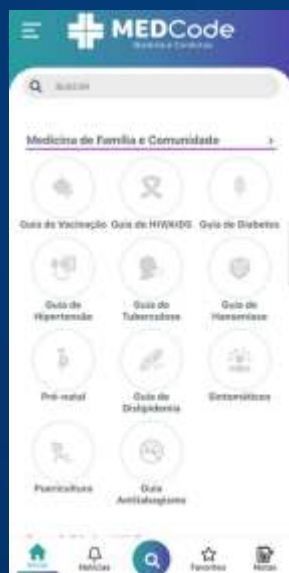 MEDCode
BUSCAR
Medicina de Família e Comunidade
Guia de Vacinação Guia de HIV/AIDS Guia de Diabetes
Guia de Guia de Guia de
Hipertensão Tuberculose Hanseníase
Pré-natal Guia de Sintomáticos
Dislipidemia
Puericultura Guia
Antitabagismo
Notícias Favoritos Notas